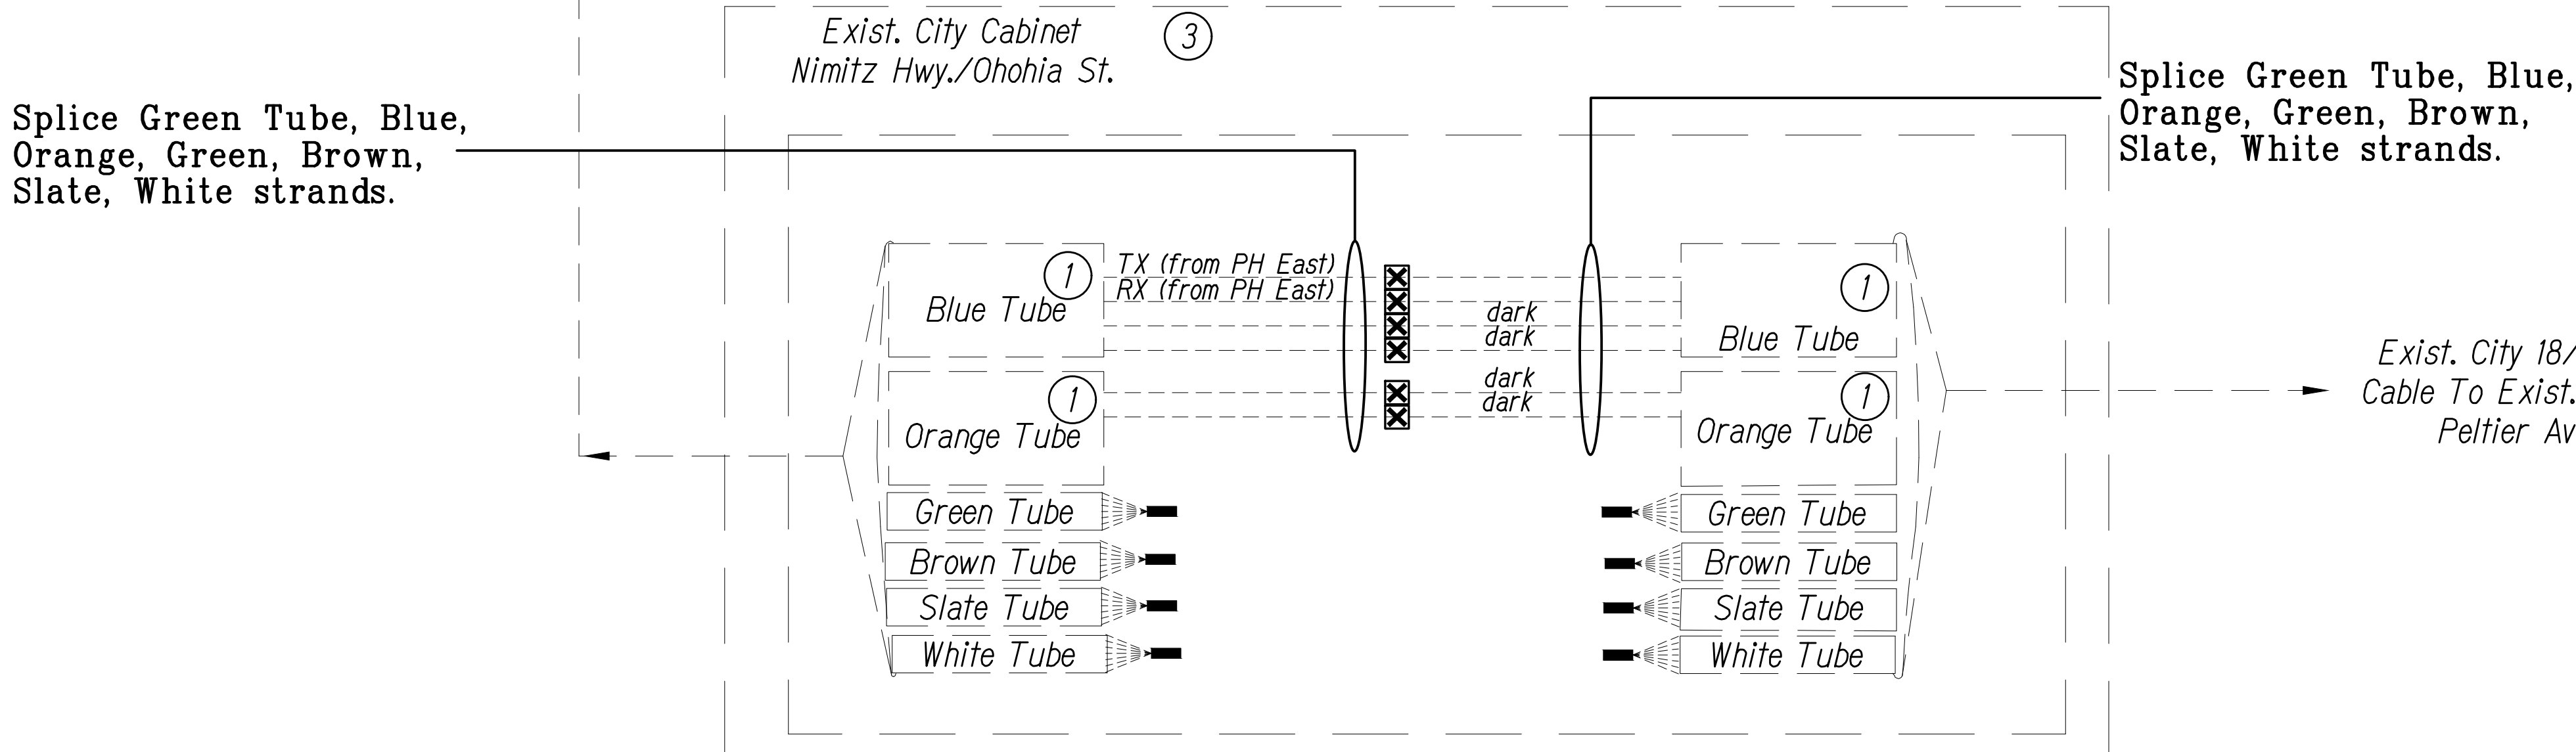 Exist. City Cabinet
Nimitz Hwy./Ohohia St.
3
Splice Green Tube, Blue,
Orange, Green, Brown,
Slate, White strands.
Splice Green Tube, Blue,
Orange, Green, Brown,
Slate, White strands.
1
Blue Tube
TX (from PH East)
RX (from PH East)
dark
dark
1
Blue Tube
1
Orange Tube
dark
dark
1
Orange Tube
Green Tube
Brown Tube
Slate Tube
White Tube
Green Tube
Brown Tube
Slate Tube
White Tube
Exist. City 18/
Cable To Exist.
Peltier Av